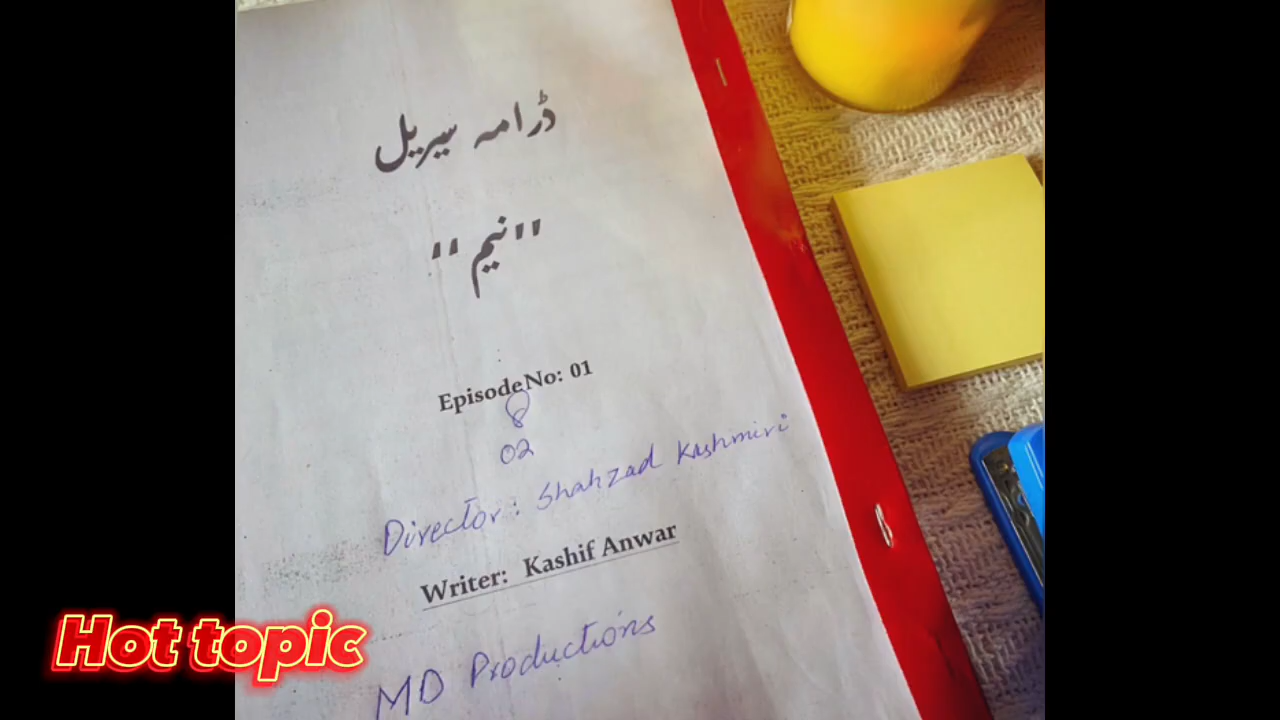 ڈرامہ سیریل
"نیم"
Episode No: 01
&
02
Director: Shahzad Kashmiri
Writer: Kashif Anwar
MD Productions
Hot topic